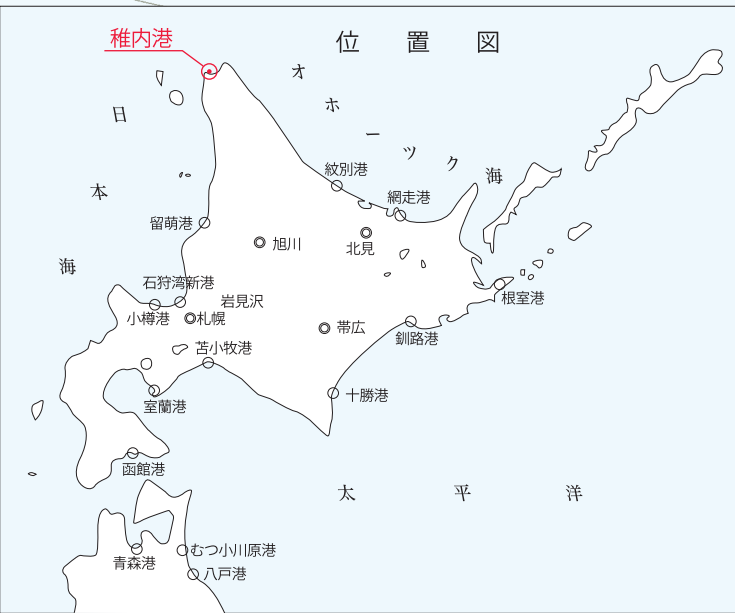 位置図
稚内港
オホーツク海
日本海
紋別港
網走港
留萌港
旭川
北見
石狩湾新港
岩見沢
小樽港
札幌
根室港
帯広
釧路港
苫小牧港
室蘭港
十勝港
函館港
太平洋
青森港
むつ小川原港
八戸港